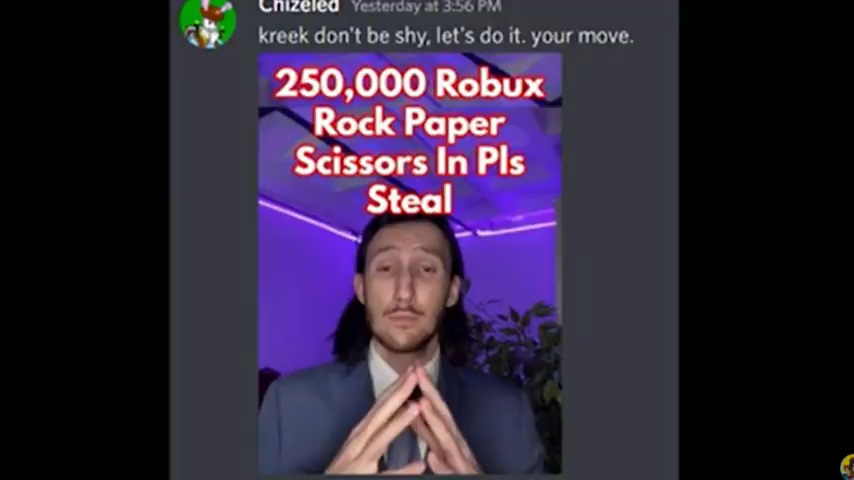 Chizeled Yesterday at 3:56 PM
kreek don't be shy, let's do it. your move.
250,000 Robux
Rock Paper
Scissors In Pls
Steal